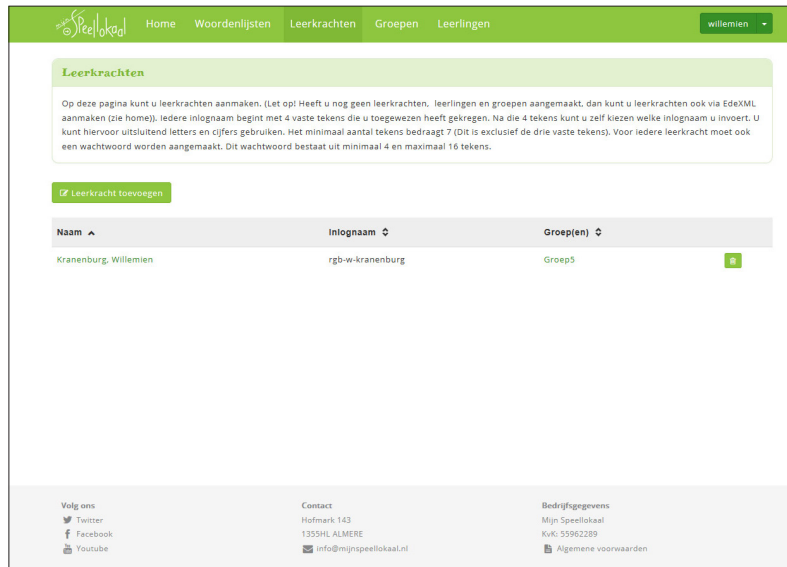 mijn Speellokaal Home Woordenlijsten Leerkrachten Groepen Leerlingen willemien
Leerkrachten
Op deze pagina kunt u leerkrachten aanmaken. (Let op! Heeft u nog geen leerkrachten, leerlingen en groepen aangemaakt, dan kunt u leerkrachten ook via EdeXML
aanmaken (zie home)). Iedere inlognaam begint met 4 vaste tekens die u toegewezen heeft gekregen. Na die 4 tekens kunt u zelf kiezen welke inlognaam u invoert. U
kunt hiervoor uitsluitend letters en cijfers gebruiken. Het minimaal aantal tekens bedraagt 7 (Dit is exclusief de drie vaste tekens). Voor iedere leerkracht moet ook
een wachtwoord worden aangemaakt. Dit wachtwoord bestaat uit minimaal 4 en maximaal 16 tekens.
Leerkracht toevoegen
Naam Inlognaam Groep(en)
Kranenburg, Willemien rgb-w-kranenburg Groep5
Volg ons Contact Bedrijfsgegevens
Twitter Hofmark 143 Mijn Speellokaal
Facebook 1355HL ALMERE KvK: 55962289
Youtube info@mijnspeellokaal.nl Algemene voorwaarden